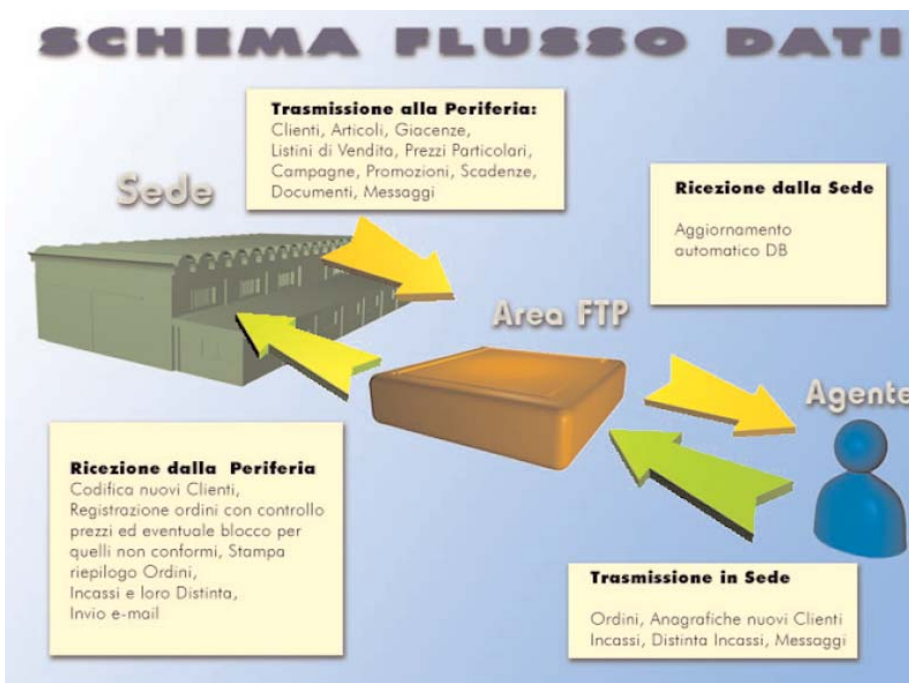 SCHEMA FLUSSO DATI
Trasmissione alla Periferia:
Clienti, Articoli, Giacenze,
Listini di Vendita, Prezzi Particolari,
Campagne, Promozioni, Scadenze,
Documenti, Messaggi
Sede
Ricezione dalla Sede
Aggiornamento
automatico DB
Area FTP
Agente
Ricezione dalla Periferia
Codifica nuovi Clienti,
Registrazione ordini con controllo
prezzi ed eventuale blocco per
quelli non conformi, Stampa
riepilogo Ordini,
Incassi e loro Distinta,
Invio e-mail
Trasmissione in Sede
Ordini, Anagrafiche nuovi Clienti
Incassi, Distinta Incassi, Messaggi